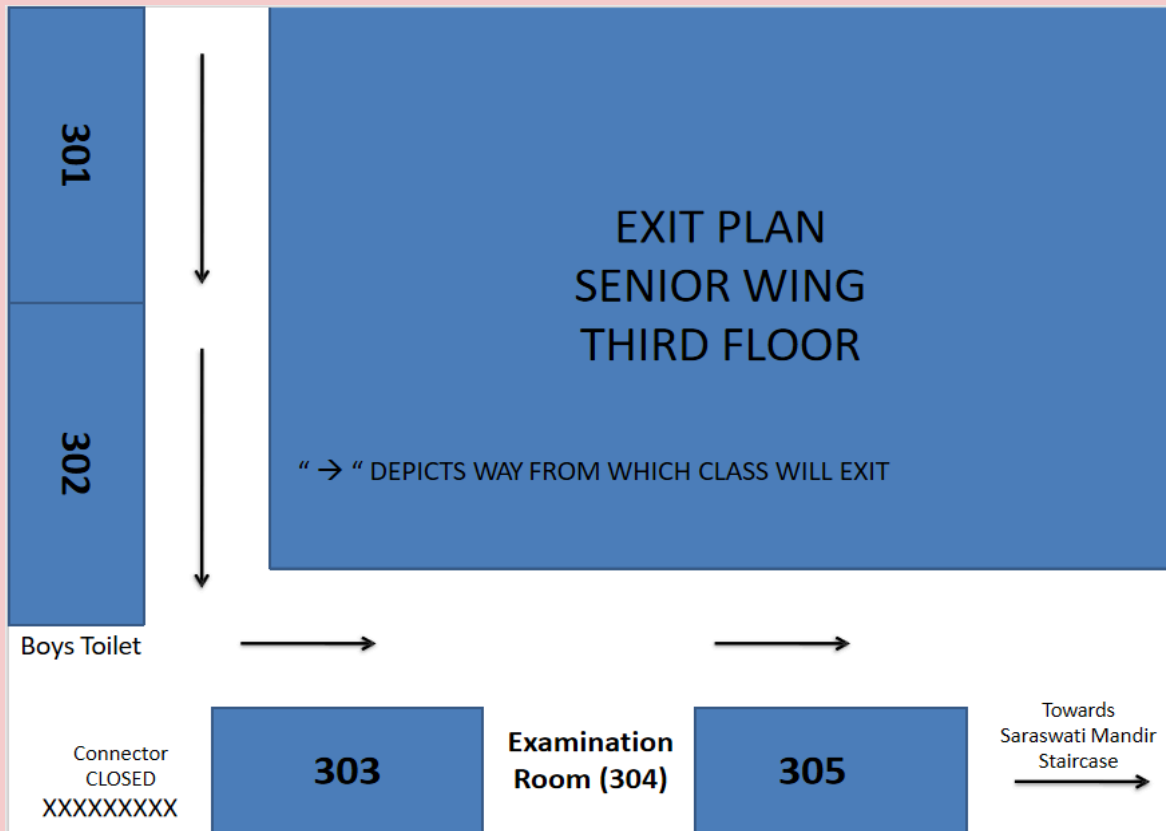 301
302
EXIT PLAN
SENIOR WING
THIRD FLOOR
“ → “ DEPICTS WAY FROM WHICH CLASS WILL EXIT
Boys Toilet
Connector
CLOSED
XXXXXXXXX
303
Examination
Room (304)
305
Towards
Saraswati Mandir
Staircase